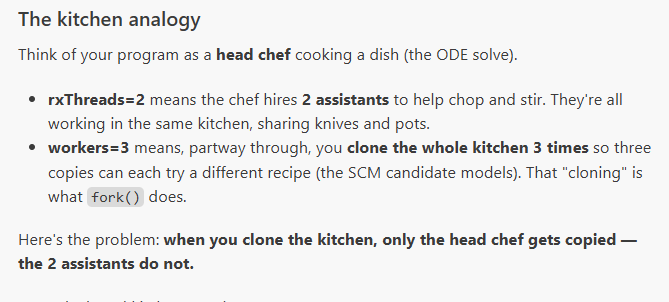 The kitchen analogy
Think of your program as a head chef cooking a dish (the ODE solve).
• rxThreads=2 means the chef hires 2 assistants to help chop and stir. They're all
working in the same kitchen, sharing knives and pots.
• workers=3 means, partway through, you clone the whole kitchen 3 times so three
copies can each try a different recipe (the SCM candidate models). That "cloning" is
what fork() does.
Here's the problem: when you clone the kitchen, only the head chef gets copied —
the 2 assistants do not.